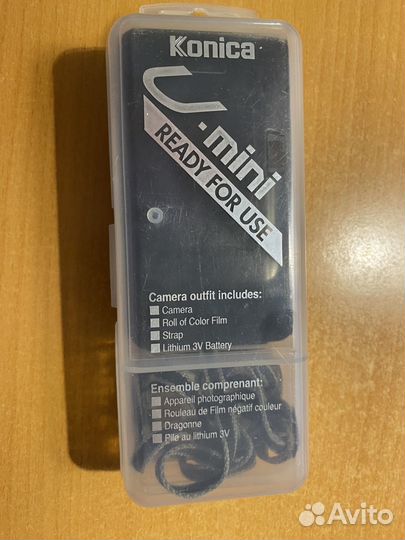 Konica
U·mini
READY FOR USE
Camera outfit includes:
Camera
Roll of Color Film
Strap
Lithium 3V Battery
Ensemble comprenant:
Appareil photographique
Rouleau de Film négatif couleur
Dragonne
Pile au lithium 3V
Avito